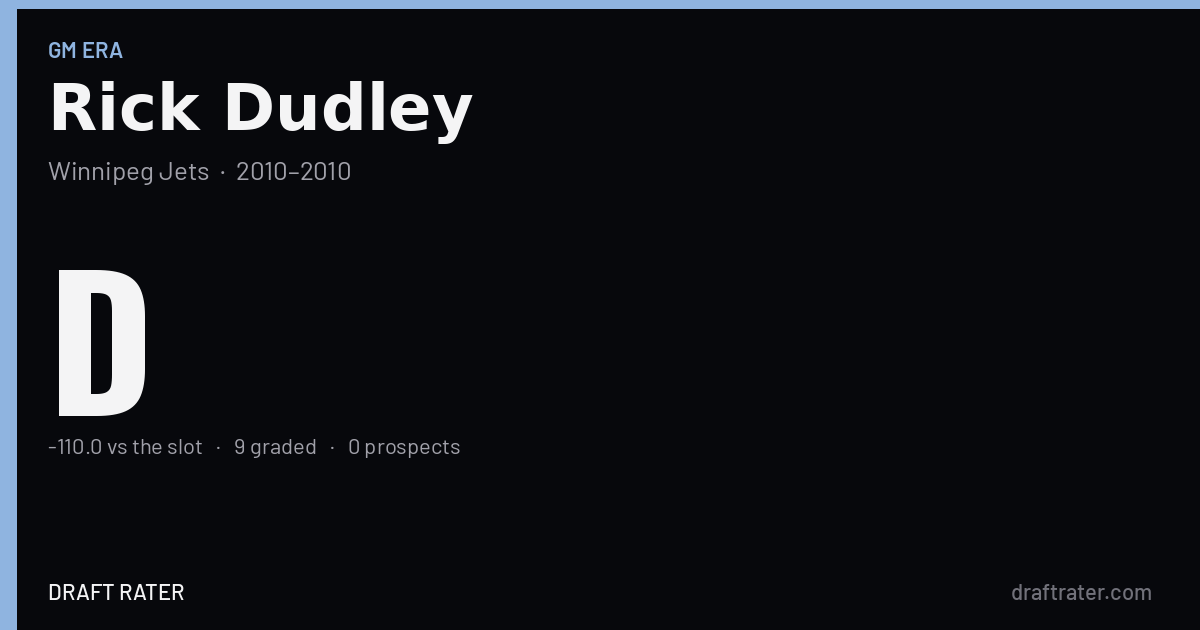 GM ERA
Rick Dudley
Winnipeg Jets · 2010–2010
D
-110.0 vs the slot · 9 graded · 0 prospects
DRAFT RATER
draftrater.com